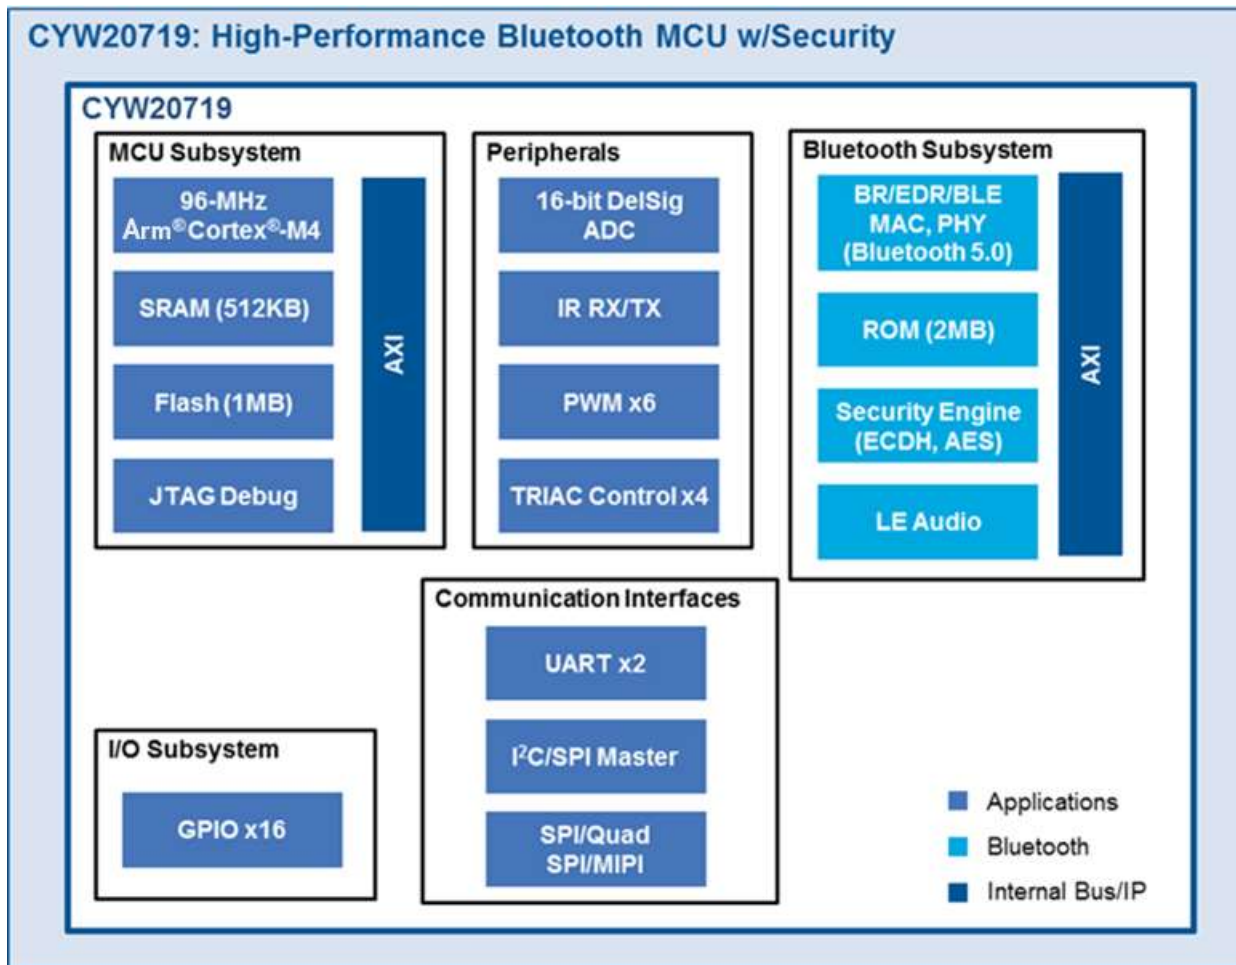 CYW20719: High-Performance Bluetooth MCU w/Security
CYW20719
MCU Subsystem
96-MHz
Arm®Cortex®-M4
SRAM (512KB)
Flash (1MB)
JTAG Debug
AXI
Peripherals
16-bit DelSig
ADC
IR RX/TX
PWM x6
TRIAC Control x4
Bluetooth Subsystem
BR/EDR/BLE
MAC, PHY
(Bluetooth 5.0)
ROM (2MB)
Security Engine
(ECDH, AES)
LE Audio
AXI
Communication Interfaces
UART x2
I²C/SPI Master
SPI/Quad
SPI/MIPI
I/O Subsystem
GPIO x16
Applications
Bluetooth
Internal Bus/IP